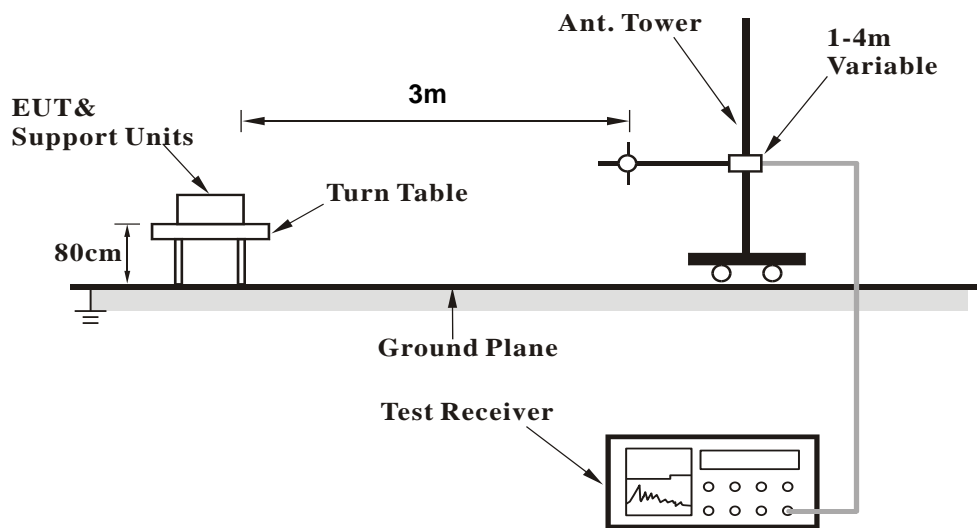 Ant. Tower
1-4m
Variable
3m
EUT&
Support Units
Turn Table
80cm
Ground Plane
Test Receiver